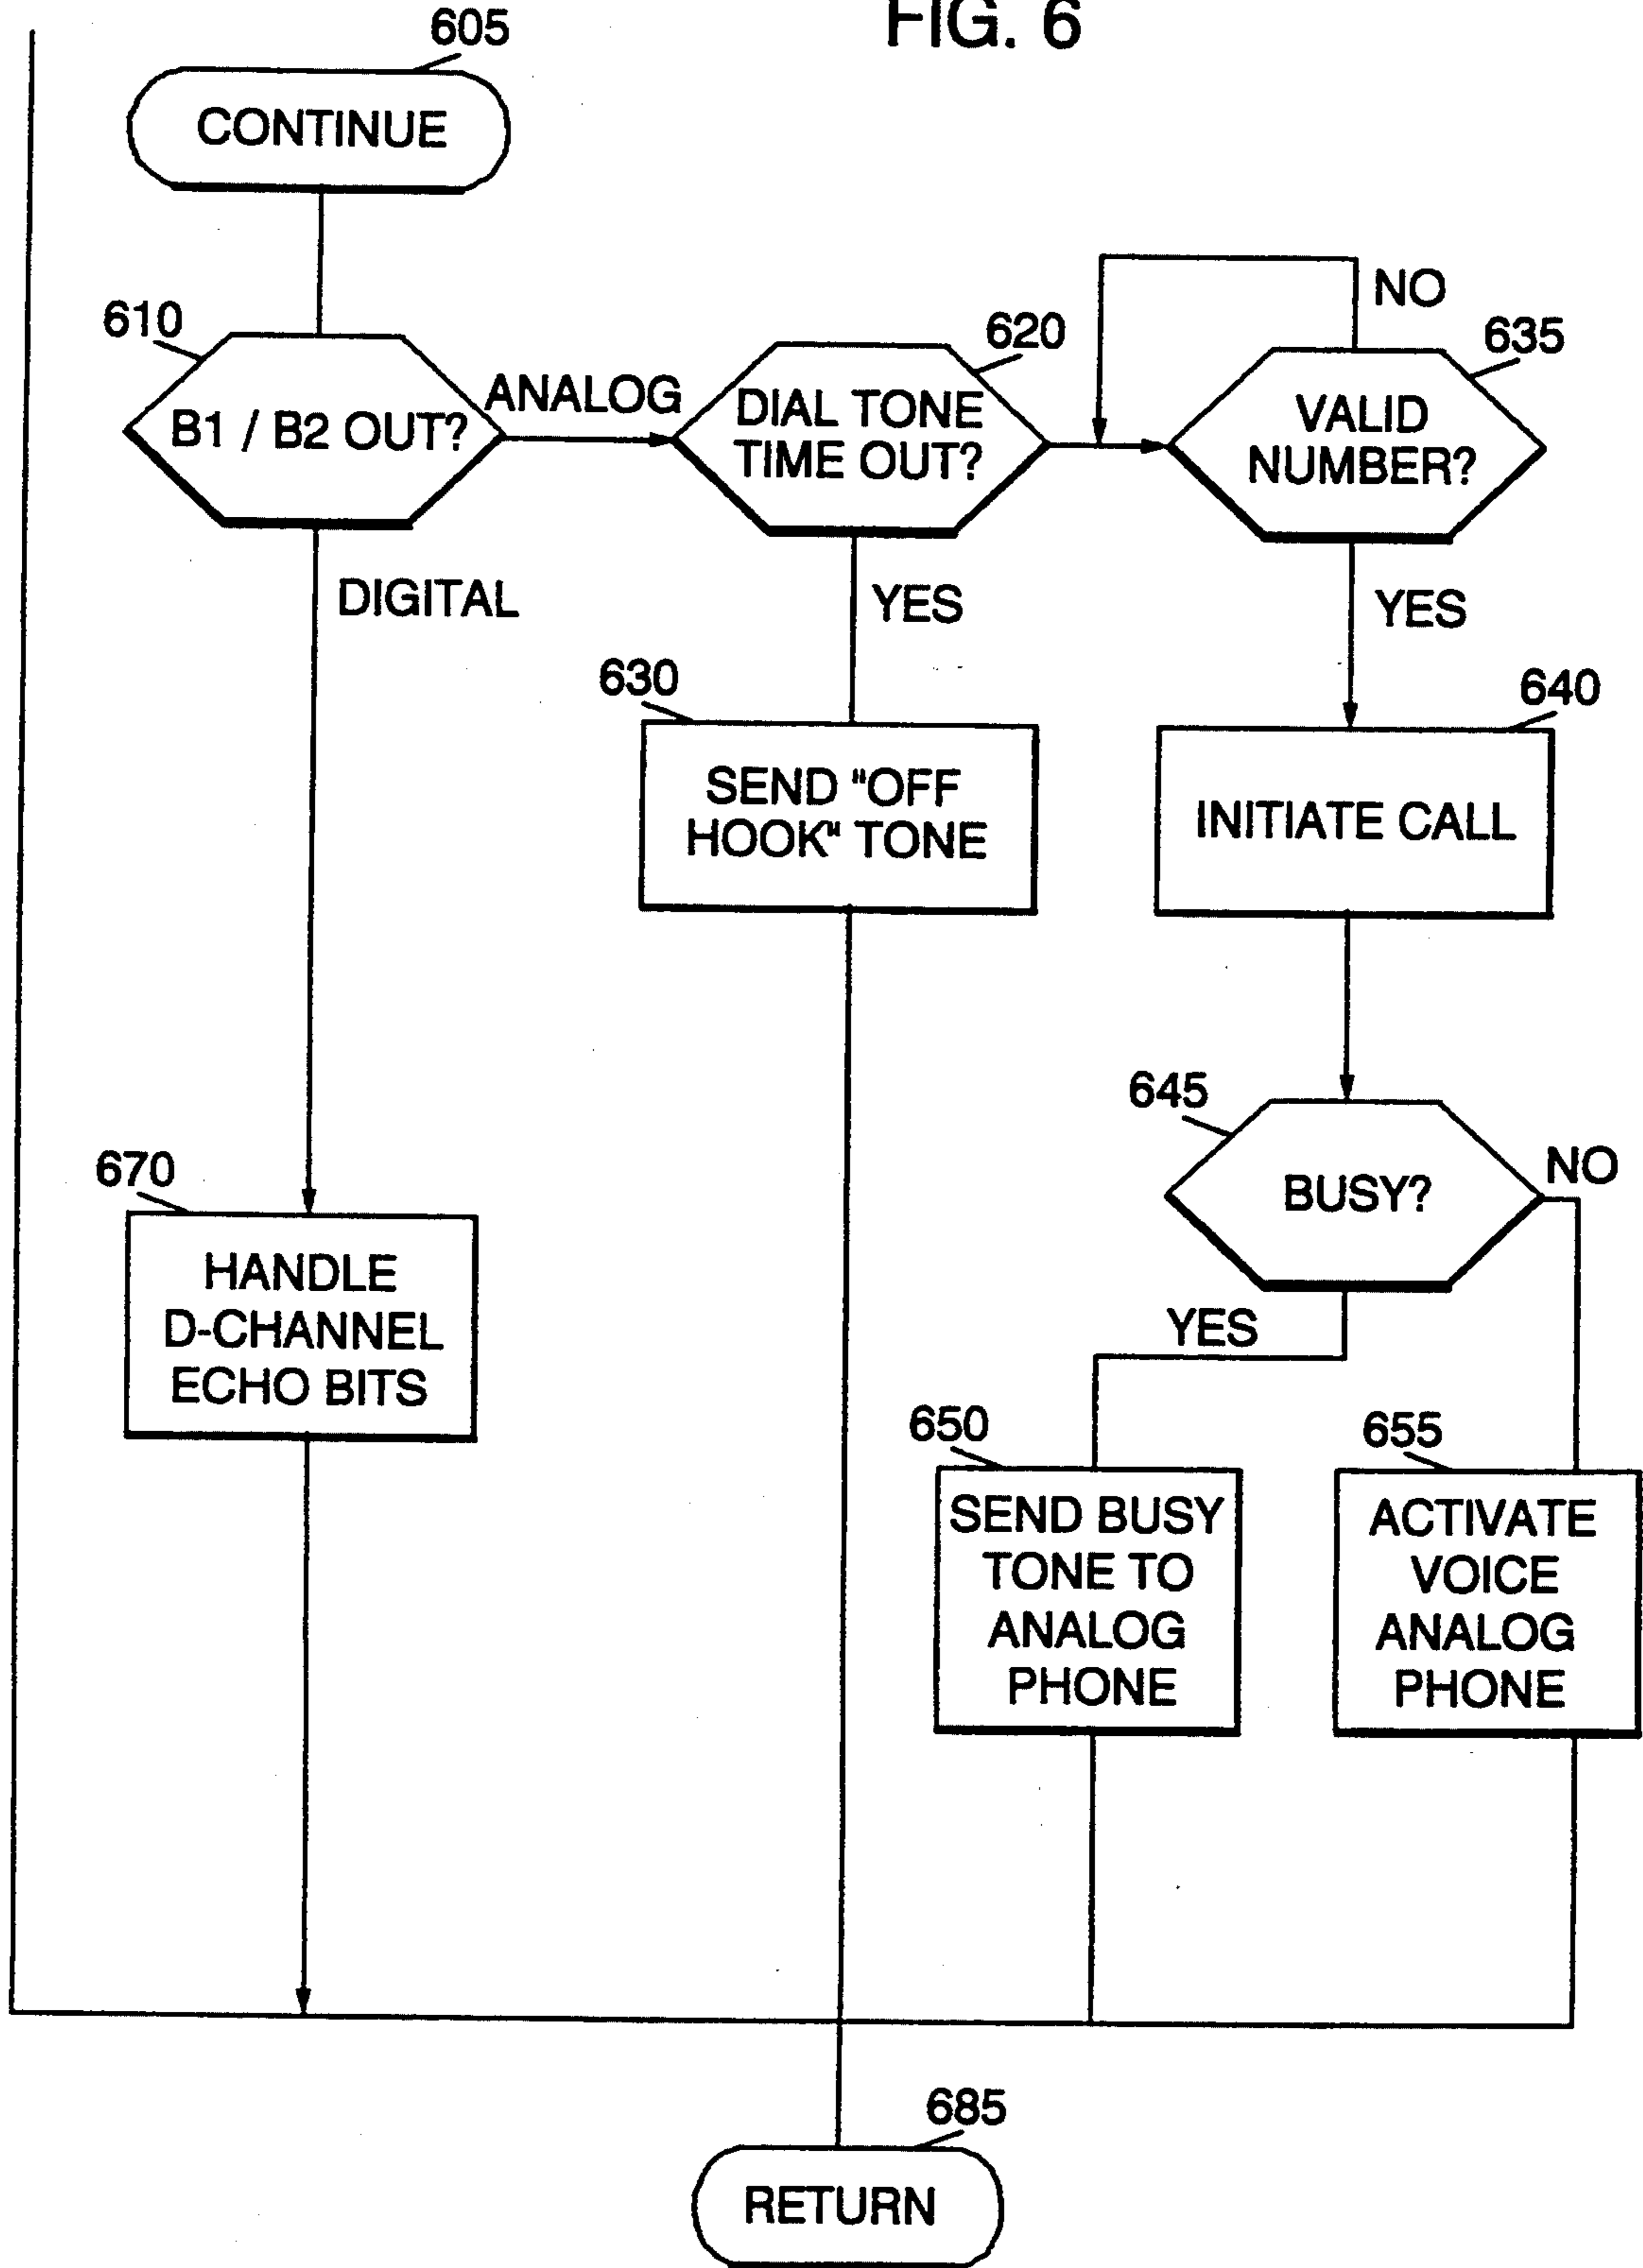 FIG. 6
605
CONTINUE
610
B1 / B2 OUT?
ANALOG
620
DIAL TONE
TIME OUT?
NO
635
VALID
NUMBER?
DIGITAL
YES
YES
630
SEND "OFF
HOOK" TONE
640
INITIATE CALL
645
BUSY?
NO
YES
670
HANDLE
D-CHANNEL
ECHO BITS
650
SEND BUSY
TONE TO
ANALOG
PHONE
655
ACTIVATE
VOICE
ANALOG
PHONE
685
RETURN